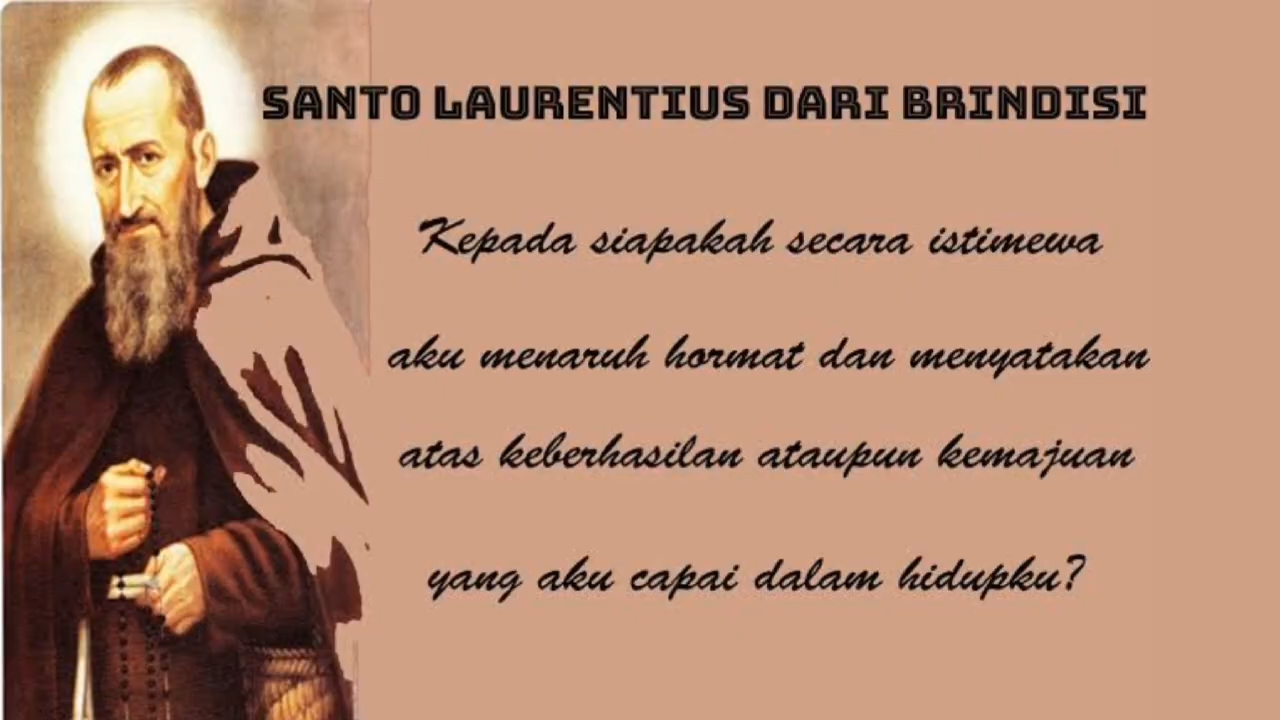 SANTO LAURENTIUS DARI BRINDISI
Kepada siapakah secara istimewa
aku menaruh hormat dan menyatakan
atas keberhasilan ataupun kemajuan
yang aku capai dalam hidupku?